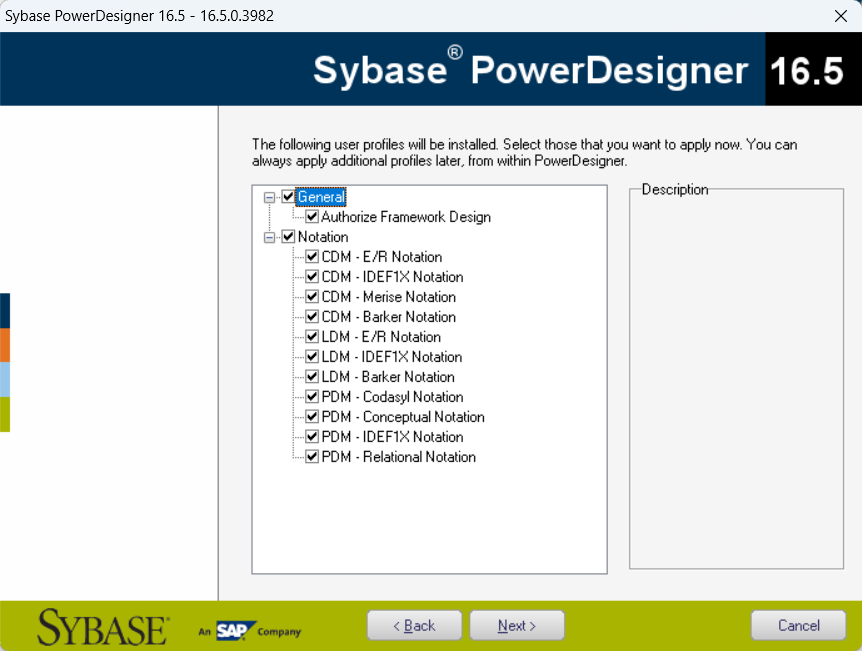 Sybase PowerDesigner 16.5 - 16.5.0.3982
Sybase® PowerDesigner 16.5
The following user profiles will be installed. Select those that you want to apply now. You can
always apply additional profiles later, from within PowerDesigner.
General
Authorize Framework Design
Notation
CDM - E/R Notation
CDM - IDEF1X Notation
CDM - Merise Notation
CDM - Barker Notation
LDM - E/R Notation
LDM - IDEF1X Notation
LDM - Barker Notation
PDM - Codasyl Notation
PDM - Conceptual Notation
PDM - IDEF1X Notation
PDM - Relational Notation
Description
SYBASE® An SAP Company
< Back
Next >
Cancel